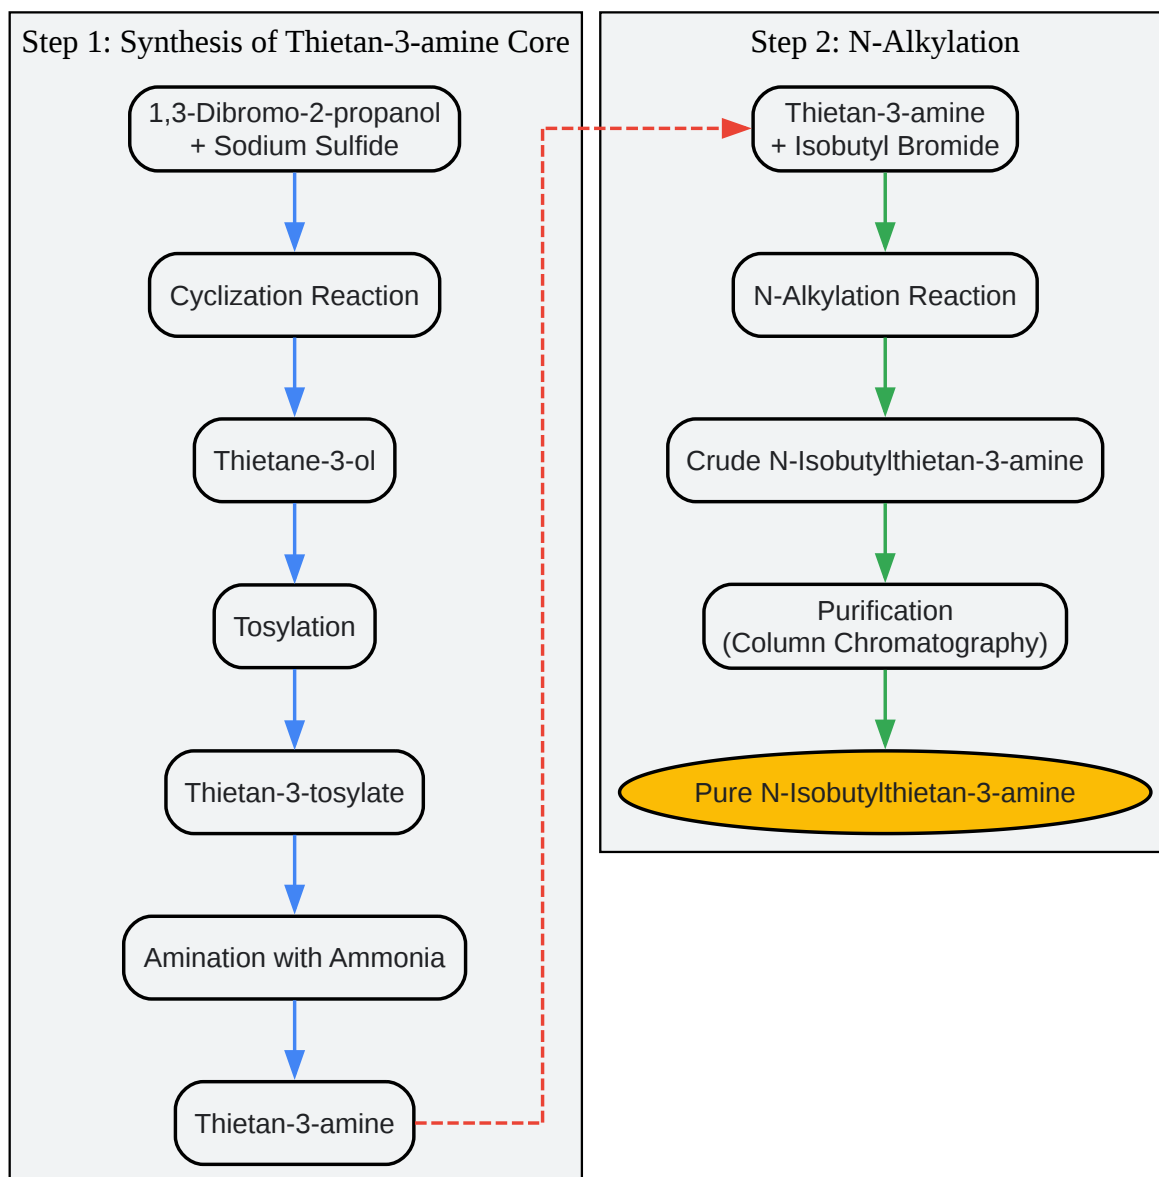 Step 1: Synthesis of Thietan-3-amine Core
1,3-Dibromo-2-propanol
+ Sodium Sulfide
Cyclization Reaction
Thietane-3-ol
Tosylation
Thietan-3-tosylate
Amination with Ammonia
Thietan-3-amine
Step 2: N-Alkylation
Thietan-3-amine
+ Isobutyl Bromide
N-Alkylation Reaction
Crude N-Isobutylthietan-3-amine
Purification
(Column Chromatography)
Pure N-Isobutylthietan-3-amine